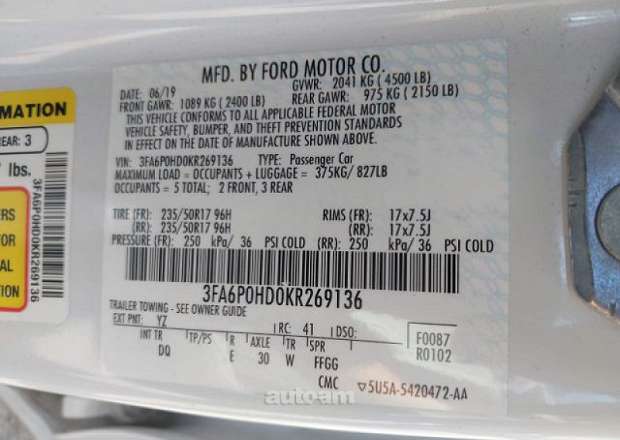 MFD. BY FORD MOTOR CO.
DATE: 06/19 GVWR: 2041 KG ( 4500 LB)
FRONT GAWR: 1089 KG ( 2400 LB) REAR GAWR: 975 KG ( 2150 LB)
THIS VEHICLE CONFORMS TO ALL APPLICABLE FEDERAL MOTOR
VEHICLE SAFETY, BUMPER, AND THEFT PREVENTION STANDARDS
IN EFFECT ON THE DATE OF MANUFACTURE SHOWN ABOVE.
VIN: 3FA6P0HD0KR269136 TYPE: Passenger Car
MAXIMUM LOAD = OCCUPANTS + LUGGAGE = 375KG/ 827LB
OCCUPANTS = 5 TOTAL; 2 FRONT, 3 REAR
TIRE (FR): 235/50R17 96H RIMS (FR): 17x7.5J
(RR): 235/50R17 96H (RR): 17x7.5J
PRESSURE (FR): 250 kPa/ 36 PSI COLD (RR): 250 kPa/ 36 PSI COLD
3FA6P0HD0KR269136
TRAILER TOWING - SEE OWNER GUIDE
EXT PNT: YZ RC: 41 DSO: F0087
INT TR TP/PS R AXLE TR SPR R0102
DQ E 30 W FFGG
CMC 5U5A-5420472-AA
RMATION
REAR: 3
lbs.
ERS
OR
AL
TION
3FA6P0HD0KR269136
autoam